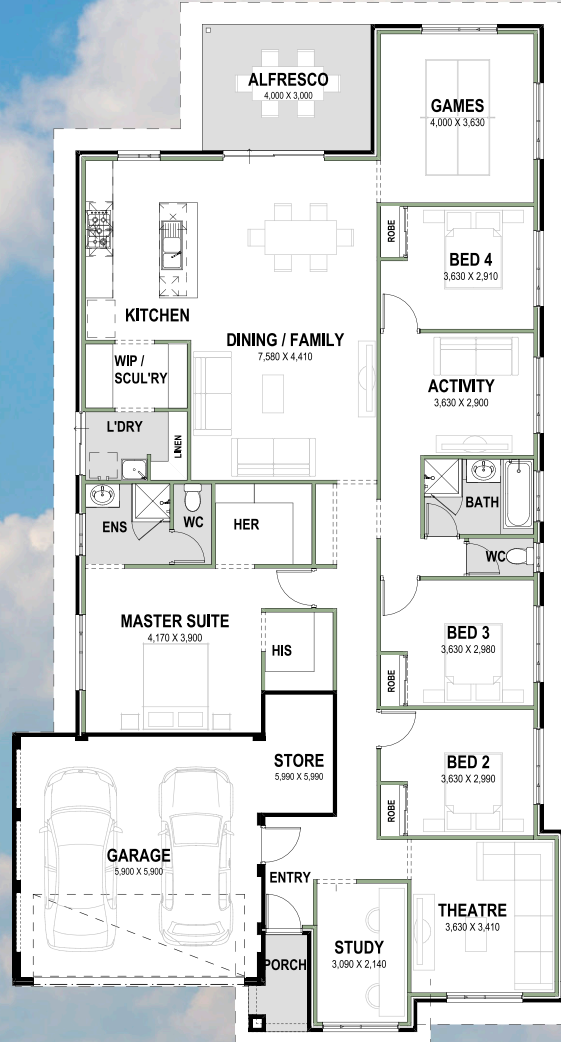 ALFRESCO
4,000 X 3,000
GAMES
4,000 X 3,630
ROBE
BED 4
3,630 X 2,910
KITCHEN
DINING / FAMILY
7,580 X 4,410
WIP /
SCUL'RY
ACTIVITY
3,630 X 2,900
L'DRY
LINEN
BATH
ENS
WC
HER
WC
MASTER SUITE
4,170 X 3,900
HIS
BED 3
3,630 X 2,980
ROBE
STORE
5,990 X 5,990
BED 2
3,630 X 2,990
ROBE
GARAGE
5,900 X 5,900
ENTRY
THEATRE
3,630 X 3,410
STUDY
3,090 X 2,140
PORCH